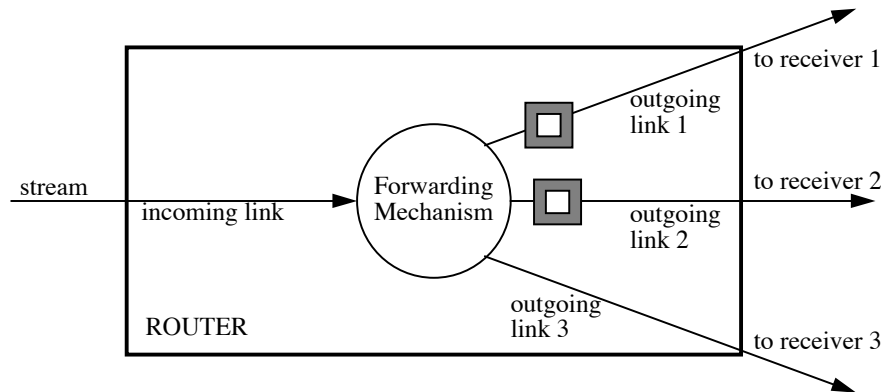 to receiver 1
outgoing
link 1
stream
incoming link
Forwarding
Mechanism
to receiver 2
outgoing
link 2
outgoing
link 3
ROUTER
to receiver 3